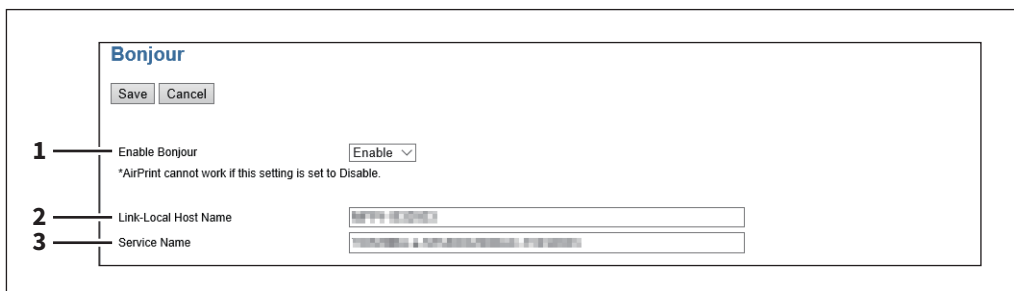 Bonjour
Save Cancel
1 Enable Bonjour Enable
*AirPrint cannot work if this setting is set to Disable.
2 Link-Local Host Name
3 Service Name